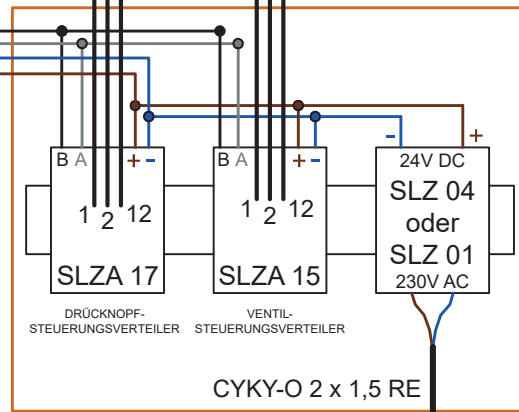 B A + -
1 2 12
SLZA 17
DRÜCKNOPF-
STEUERUNGSVERTEILER
B A + -
1 2 12
SLZA 15
VENTIL-
STEUERUNGSVERTEILER
- +
24V DC
SLZ 04
oder
SLZ 01
230V AC
CYKY-O 2 x 1,5 RE